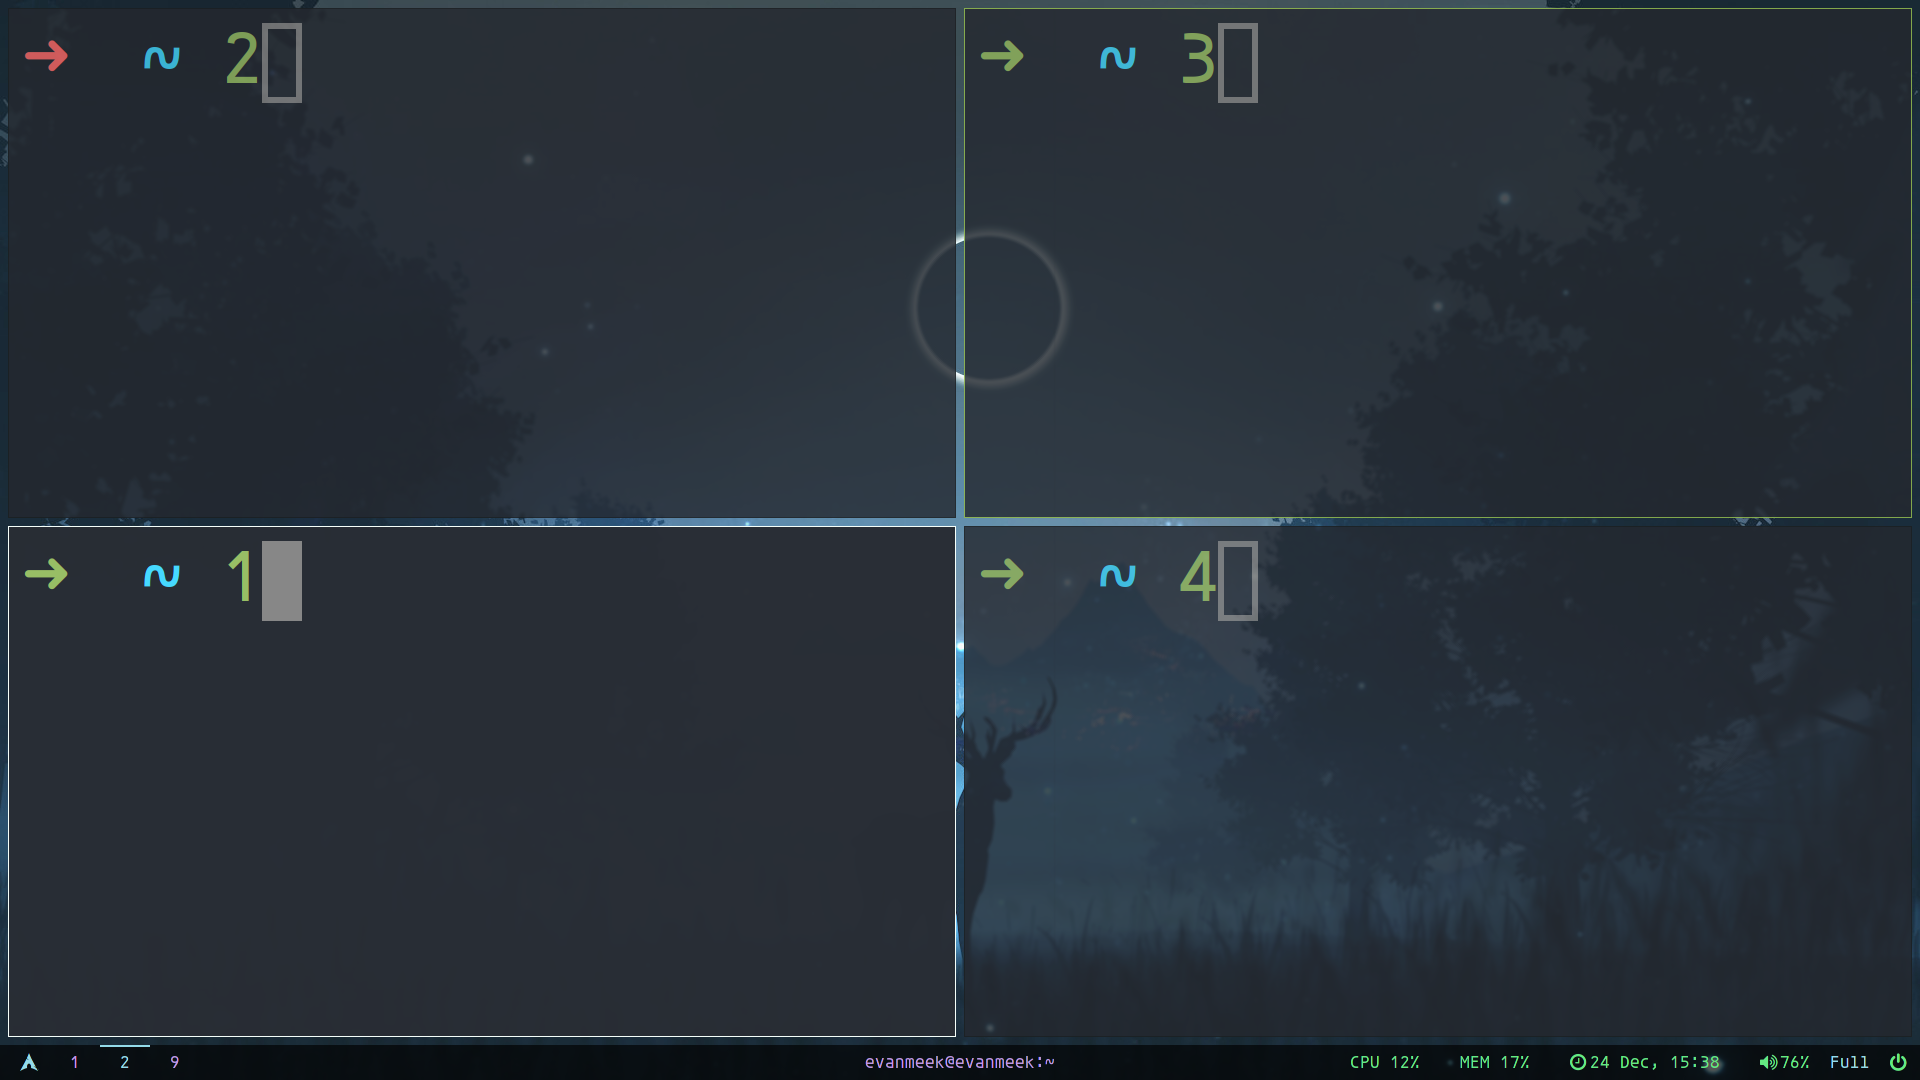 ➜ ~ 2
➜ ~ 3
➜ ~ 1
➜ ~ 4
1 2 9 evanmeek@evanmeek:~ CPU 12% MEM 17% 24 Dec, 15:38 76% Full